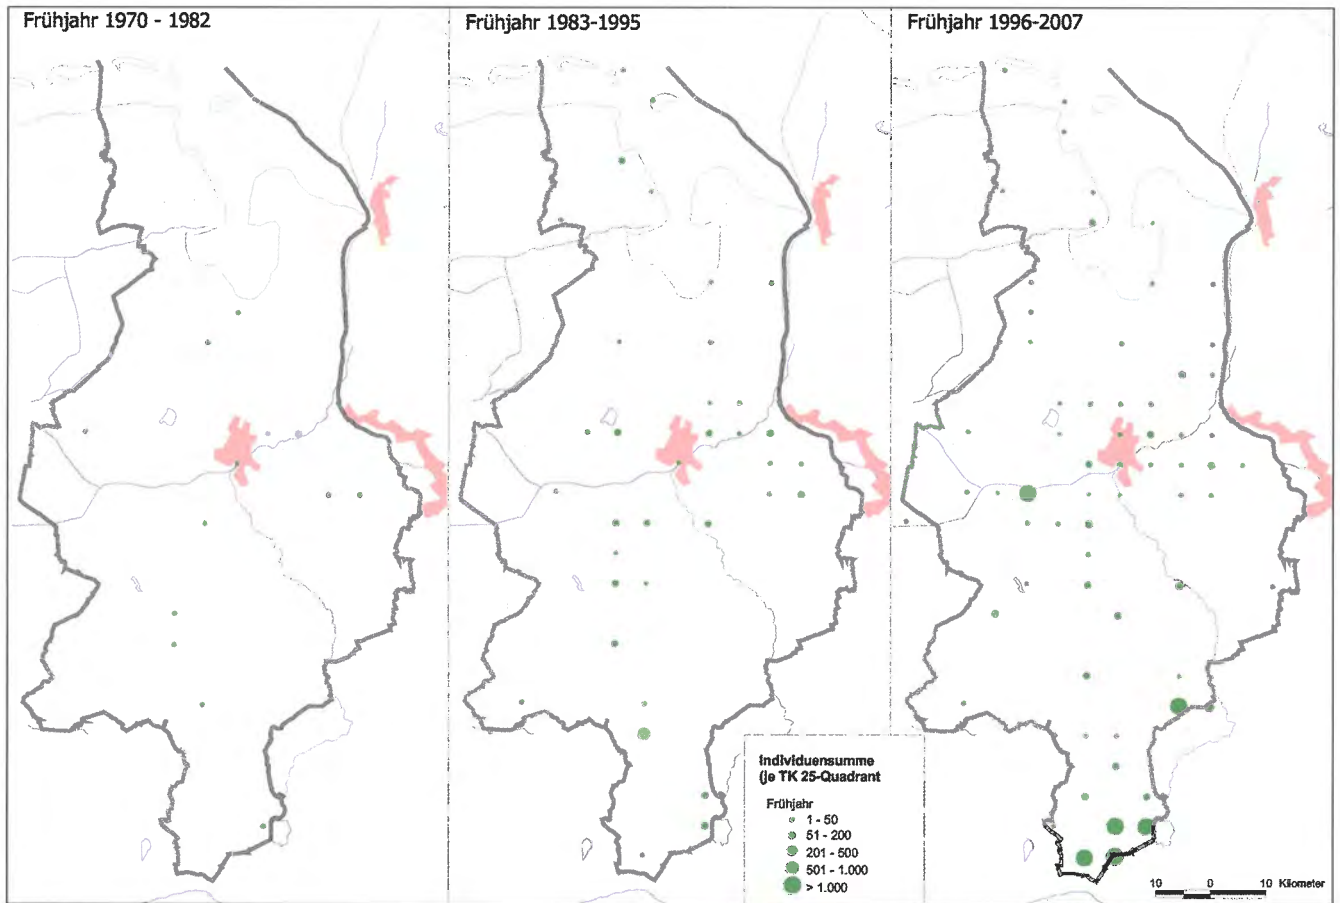 Frühjahr 1970 - 1982
Frühjahr 1983-1995
Frühjahr 1996-2007
Individuensumme
(je TK 25-Quadrant
Frühjahr
1 - 50
51 - 200
201 - 500
501 - 1.000
> 1.000
10 0 10 Kilometer